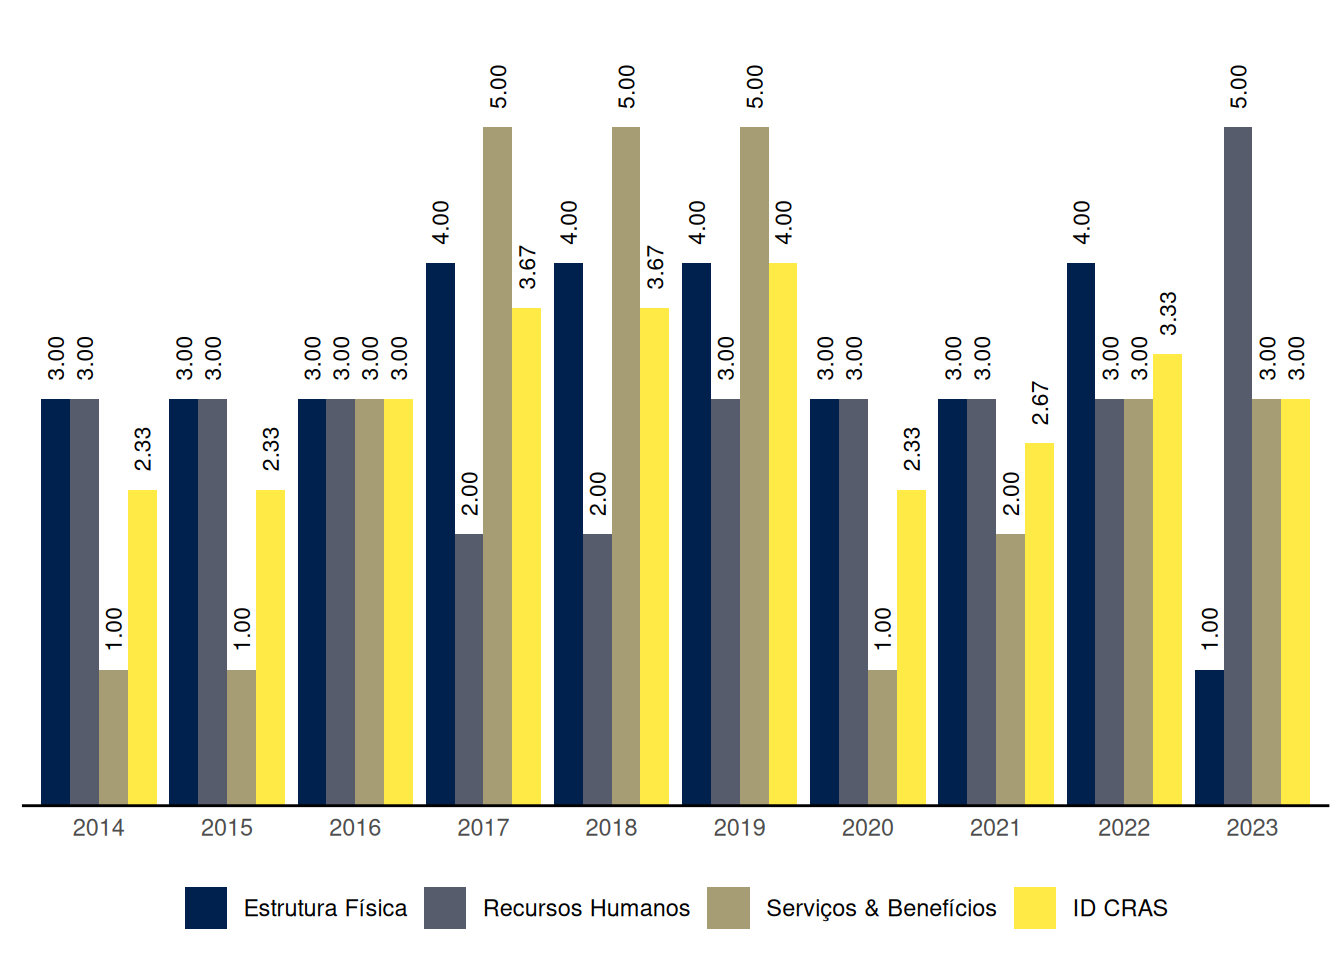 5.00 5.00 5.00 5.00
4.00 4.00 4.00 4.00 4.00
3.67 3.67
3.33
3.00 3.00 3.00 3.00 3.00 3.00 3.00 3.00 3.00 3.00 3.00 3.00 3.00 3.00 3.00 3.00 3.00
2.67
2.33 2.33 2.33
2.00 2.00 2.00
1.00 1.00 1.00 1.00
2014 2015 2016 2017 2018 2019 2020 2021 2022 2023
Estrutura Física Recursos Humanos Serviços & Benefícios ID CRAS